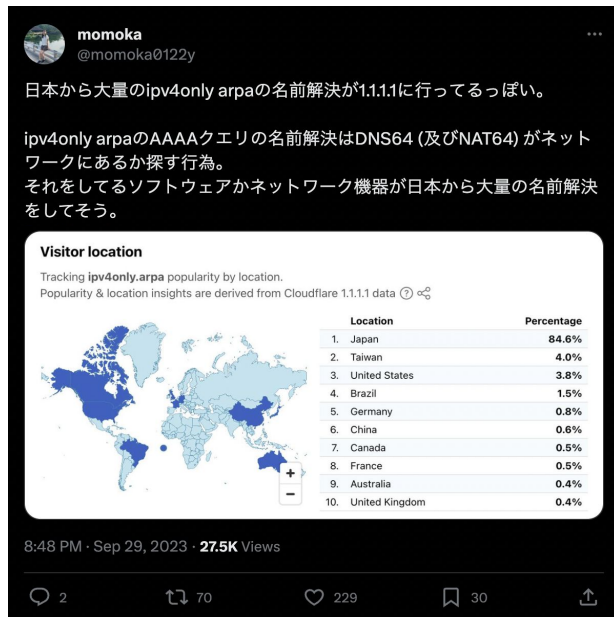 momoka
@momoka0122y
日本から大量のipv4only arpaの名前解決が1.1.1.1に行ってるっぽい。
ipv4only arpaのAAAAクエリの名前解決はDNS64 (及びNAT64) がネット
ワークにあるか探す行為。
それをしてるソフトウェアかネットワーク機器が日本から大量の名前解決
をしてそう。
Visitor location
Tracking ipv4only.arpa popularity by location.
Popularity & location insights are derived from Cloudflare 1.1.1.1 data ?
Location Percentage
1. Japan 84.6%
2. Taiwan 4.0%
3. United States 3.8%
4. Brazil 1.5%
5. Germany 0.8%
6. China 0.6%
7. Canada 0.5%
8. France 0.5%
9. Australia 0.4%
10. United Kingdom 0.4%
+
−
8:48 PM · Sep 29, 2023 · 27.5K Views
2 70 229 30